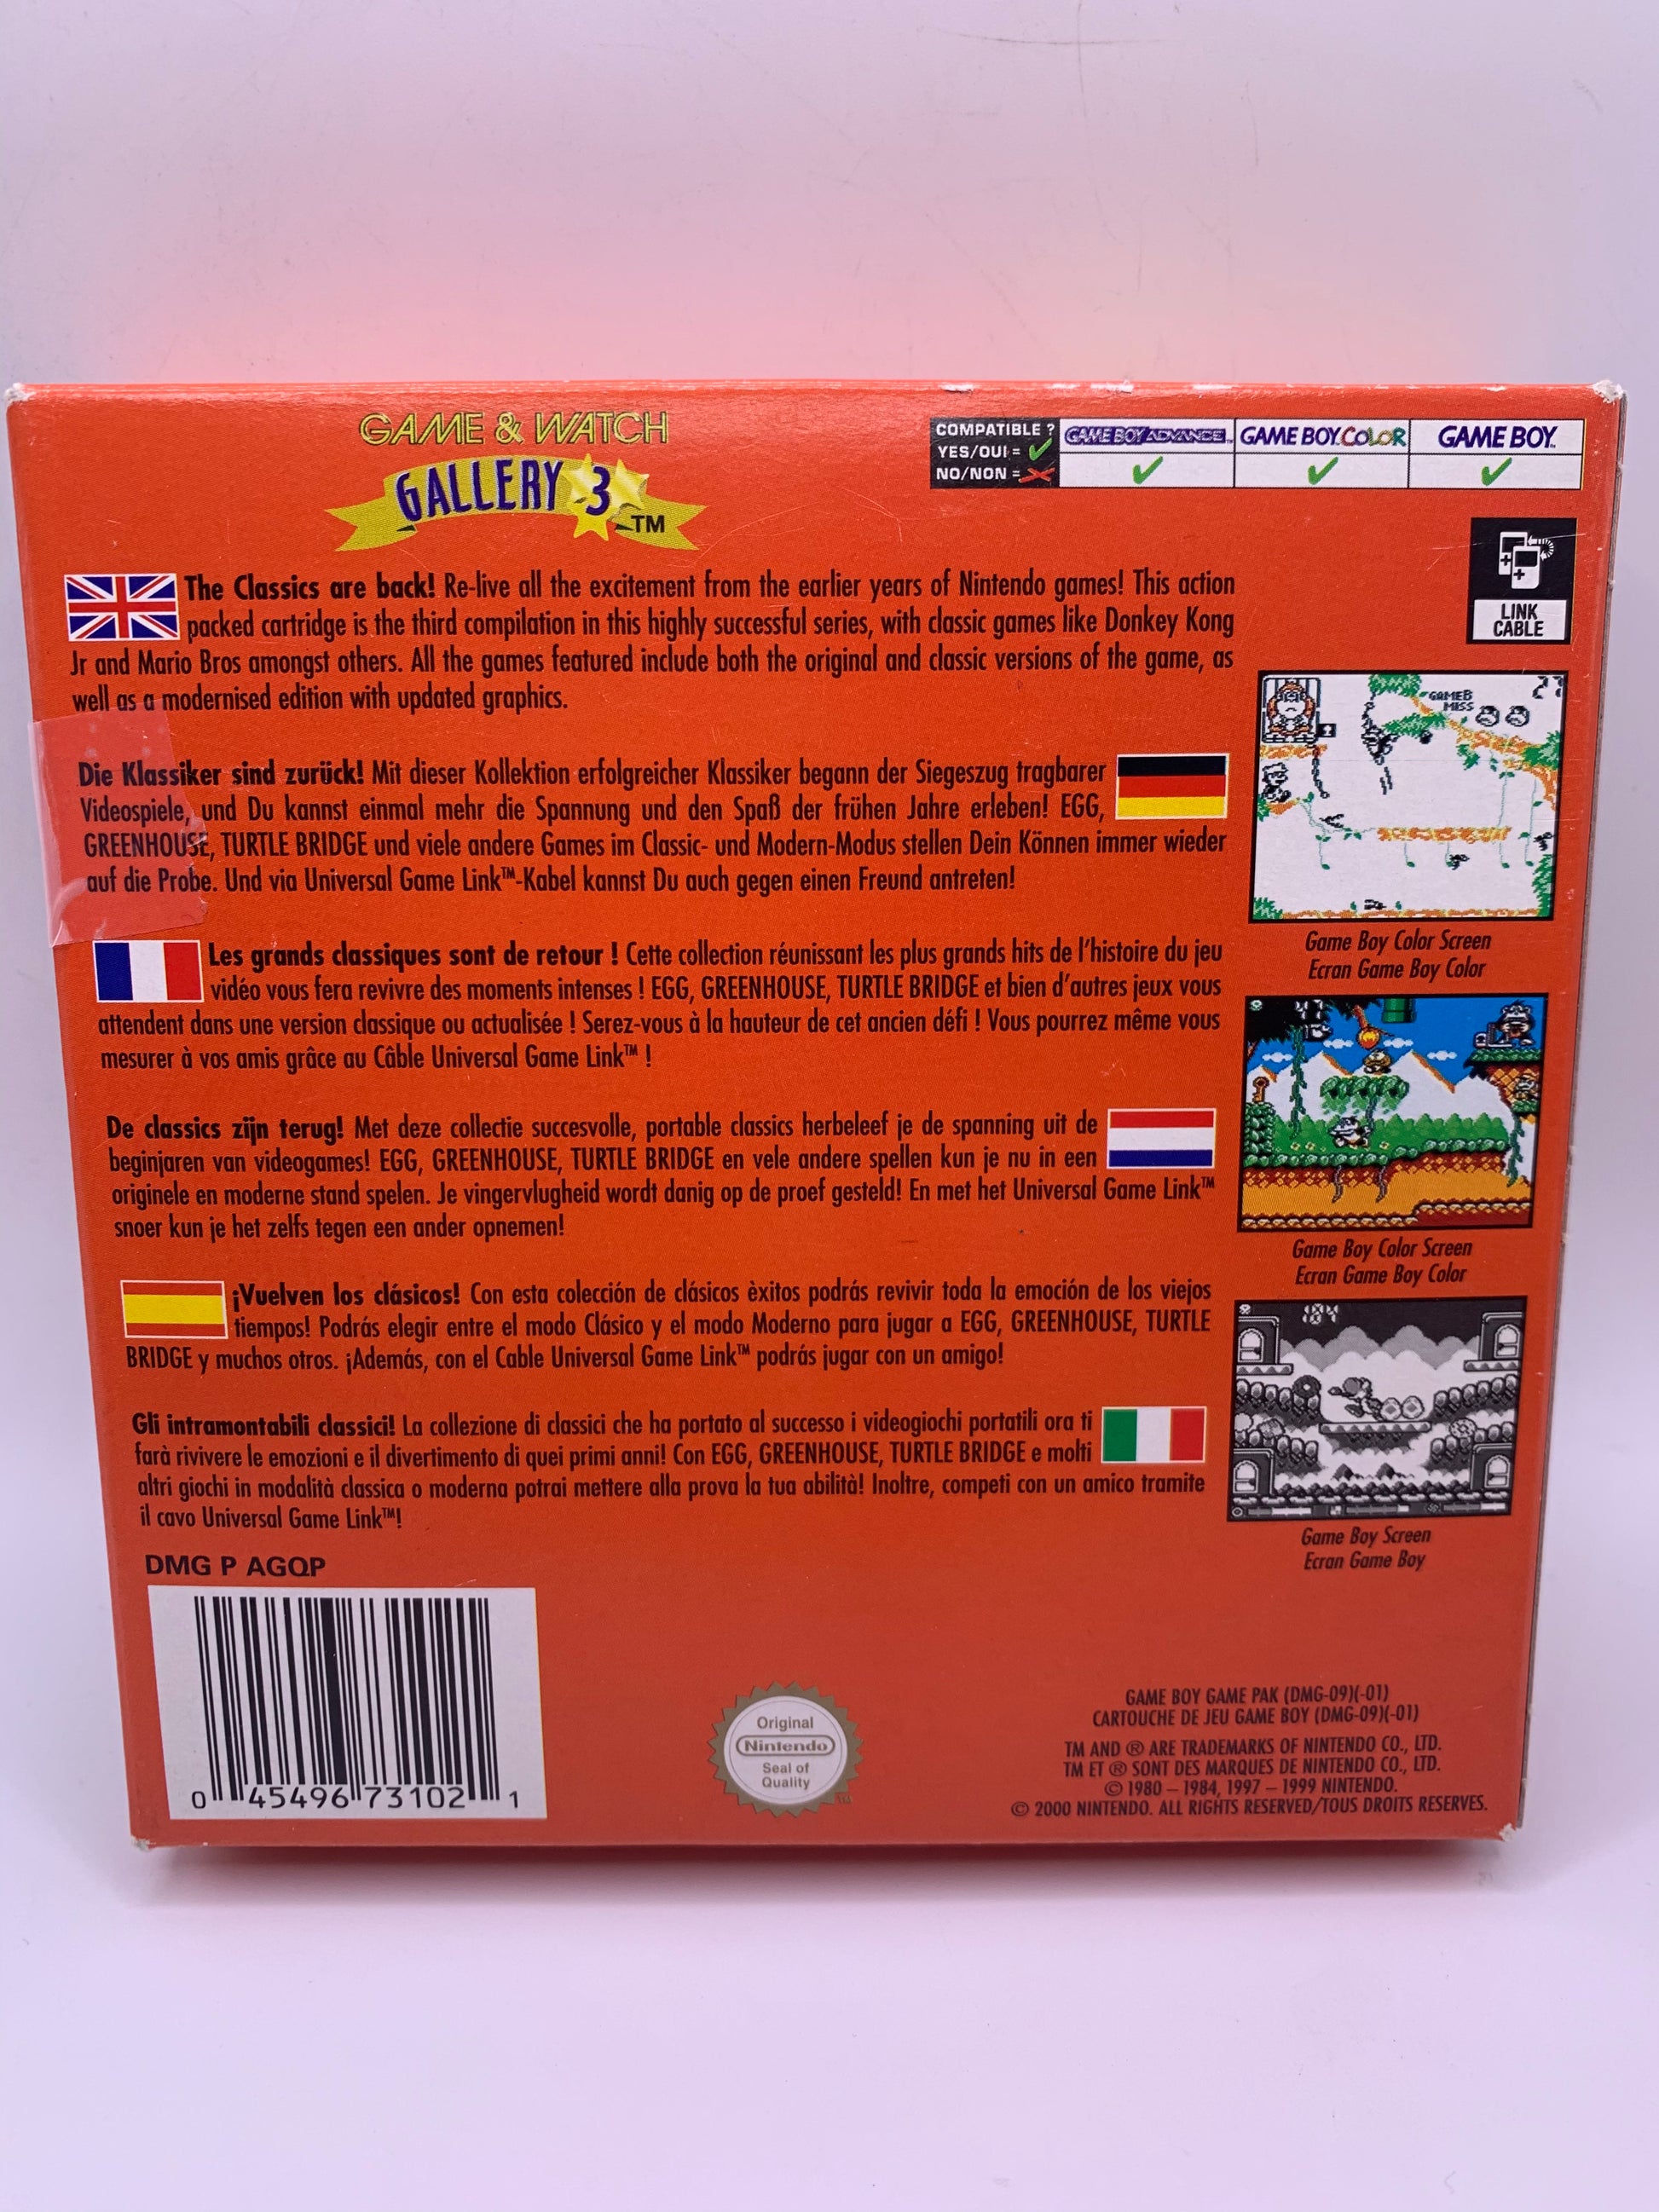 GAME & WATCH
GALLERY 3 TM
COMPATIBLE ?
YES/OUI =
NO/NON =
GAME BOY ADVANCE
GAME BOY COLOR
GAME BOY
LINK
CABLE
The Classics are back! Re-live all the excitement from the earlier years of Nintendo games! This action
packed cartridge is the third compilation in this highly successful series, with classic games like Donkey Kong
Jr and Mario Bros amongst others. All the games featured include both the original and classic versions of the game, as
well as a modernised edition with updated graphics.
Die Klassiker sind zurück! Mit dieser Kollektion erfolgreicher Klassiker begann der Siegeszug tragbarer
Videospiele, und Du kannst einmal mehr die Spannung und den Spaß der frühen Jahre erleben! EGG,
GREENHOUSE, TURTLE BRIDGE und viele andere Games im Classic- und Modern-Modus stellen Dein Können immer wieder
auf die Probe. Und via Universal Game Link™-Kabel kannst Du auch gegen einen Freund antreten!
Les grands classiques sont de retour ! Cette collection réunissant les plus grands hits de l'histoire du jeu
vidéo vous fera revivre des moments intenses ! EGG, GREENHOUSE, TURTLE BRIDGE et bien d'autres jeux vous
attendent dans une version classique ou actualisée ! Serez-vous à la hauteur de cet ancien défi ! Vous pourrez même vous
mesurer à vos amis grâce au Câble Universal Game Link™ !
De classics zijn terug! Met deze collectie succesvolle, portable classics herbeleef je de spanning uit de
beginjaren van videogames! EGG, GREENHOUSE, TURTLE BRIDGE en vele andere spellen kun je nu in een
originele en moderne stand spelen. Je vingervlugheid wordt danig op de proef gesteld! En met het Universal Game Link™
snoer kun je het zelfs tegen een ander opnemen!
¡Vuelven los clásicos! Con esta colección de clásicos èxitos podrás revivir toda la emoción de los viejos
tiempos! Podrás elegir entre el modo Clásico y el modo Moderno para jugar a EGG, GREENHOUSE, TURTLE
BRIDGE y muchos otros. ¡Además, con el Cable Universal Game Link™ podrás jugar con un amigo!
Gli intramontabili classici! La collezione di classici che ha portato al successo i videogiochi portatili ora ti
farà rivivere le emozioni e il divertimento di quei primi anni! Con EGG, GREENHOUSE, TURTLE BRIDGE e molti
altri giochi in modalità classica o moderna potrai mettere alla prova la tua abilità! Inoltre, competi con un amico tramite
il cavo Universal Game Link™!
GAME B
MISS
Game Boy Color Screen
Ecran Game Boy Color
Game Boy Color Screen
Ecran Game Boy Color
Game Boy Screen
Ecran Game Boy
DMG P AGQP
0 45496 73102 1
Original
Nintendo
Seal of
Quality
GAME BOY GAME PAK (DMG-09)(-01)
CARTOUCHE DE JEU GAME BOY (DMG-09)(-01)
TM AND ® ARE TRADEMARKS OF NINTENDO CO., LTD.
TM ET ® SONT DES MARQUES DE NINTENDO CO., LTD.
© 1980 – 1984, 1997 – 1999 NINTENDO.
© 2000 NINTENDO. ALL RIGHTS RESERVED/TOUS DROITS RESERVES.